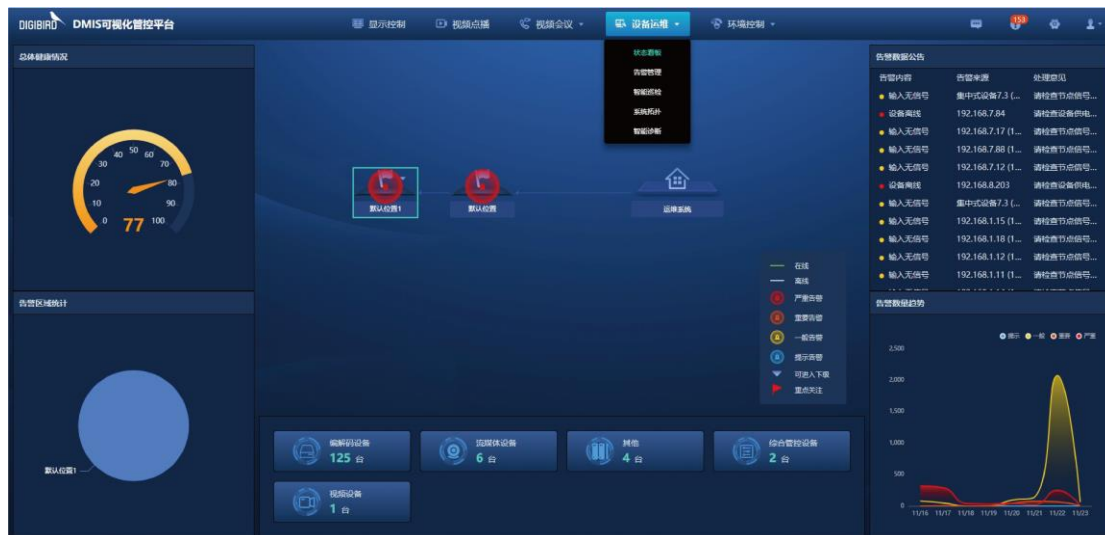 DIGIBIRD DMIS可视化管控平台
显示控制
视频点播
视频会议
设备运维
环境控制
153
状态看板
告警管理
智能巡检
系统拓扑
智能诊断
总体健康情况
0 10 20 30 40 50 60 70 80 90 100
77
告警区域统计
默认位置1
默认位置1
默认位置
运维系统
在线
离线
严重告警
重要告警
一般告警
提示告警
可进入下级
重点关注
编解码设备
125 台
流媒体设备
6 台
其他
4 台
综合管控设备
2 台
视频设备
1 台
告警数据公告
告警内容 告警来源 处理意见
输入无信号 集中式设备7.3 (... 请检查节点信号...
设备离线 192.168.7.84 请检查设备供电...
输入无信号 192.168.7.17 (1... 请检查节点信号...
输入无信号 192.168.7.88 (1... 请检查节点信号...
输入无信号 192.168.7.12 (1... 请检查节点信号...
设备离线 192.168.8.203 请检查设备供电...
输入无信号 集中式设备7.3 (... 请检查节点信号...
输入无信号 192.168.1.15 (1... 请检查节点信号...
输入无信号 192.168.1.18 (1... 请检查节点信号...
输入无信号 192.168.1.12 (1... 请检查节点信号...
输入无信号 192.168.1.11 (1... 请检查节点信号...
告警数量趋势
提示 一般 重要 严重
2,500
2,000
1,500
1,000
500
0
11/16 11/17 11/18 11/19 11/20 11/21 11/22 11/23